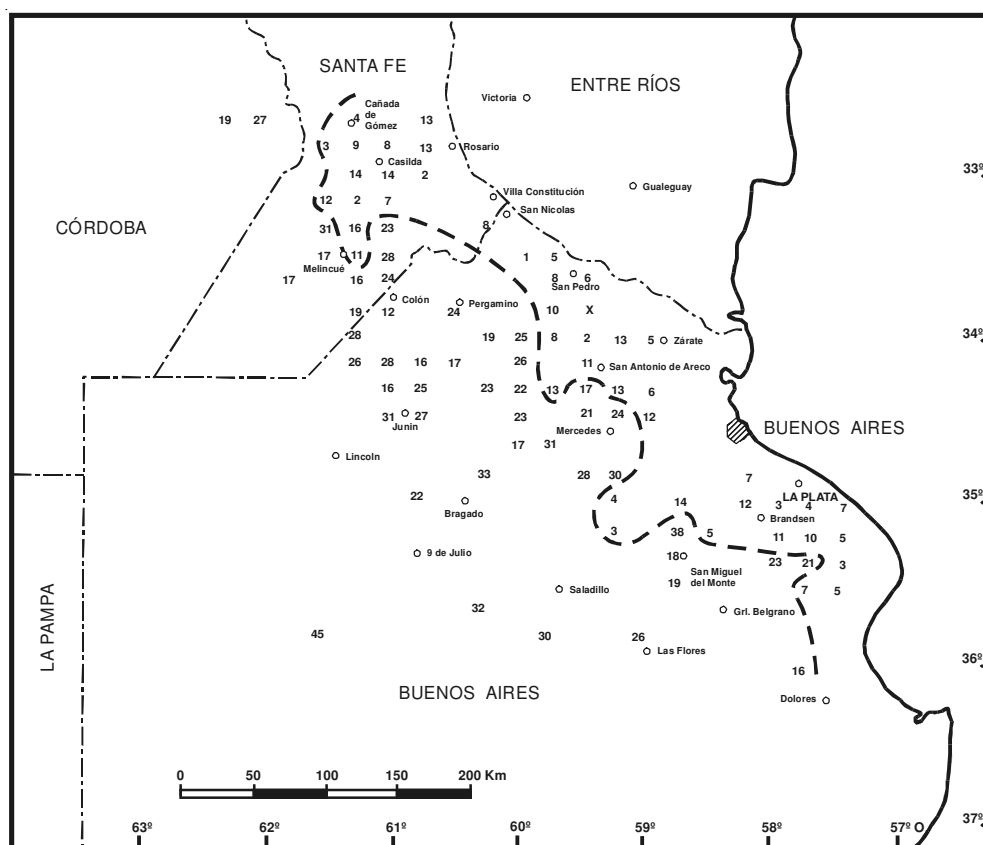 SANTA FE
ENTRE RÍOS
Victoria
4 Cañada
de
Gómez
19 27 13
3 9 8 13 Rosario
Casilda
33º
14 14 2
Gualeguay
Villa Constitución
12 2 7
San Nicolas
CÓRDOBA
31 16 23 8
17 11 28 1 5
Melincué
17 16 24 8 6
San Pedro
Colón
Pergamino
19 12 24 10 X
34º
28 19 25 8 2 13 5 Zárate
26 28 16 17 26 11 San Antonio de Areco
16 25 23 22 13 17 13 6
31 27 23 21 24 12
Junin
Mercedes
BUENOS AIRES
17 31
Lincoln
33 28 30 7
LA PLATA
35º
22 4 14 12 3 4 7
Bragado
Brandsen
3 38 5 11 10 5
9 de Julio
18 23 21 3
San Miguel
del Monte
19
Saladillo
7 5
32 Grl. Belgrano
45 30 26
Las Flores
36º
LA PAMPA
16
BUENOS AIRES
Dolores
0 50 100 150 200 Km
37º
63º 62º 61º 60º 59º 58º 57º O